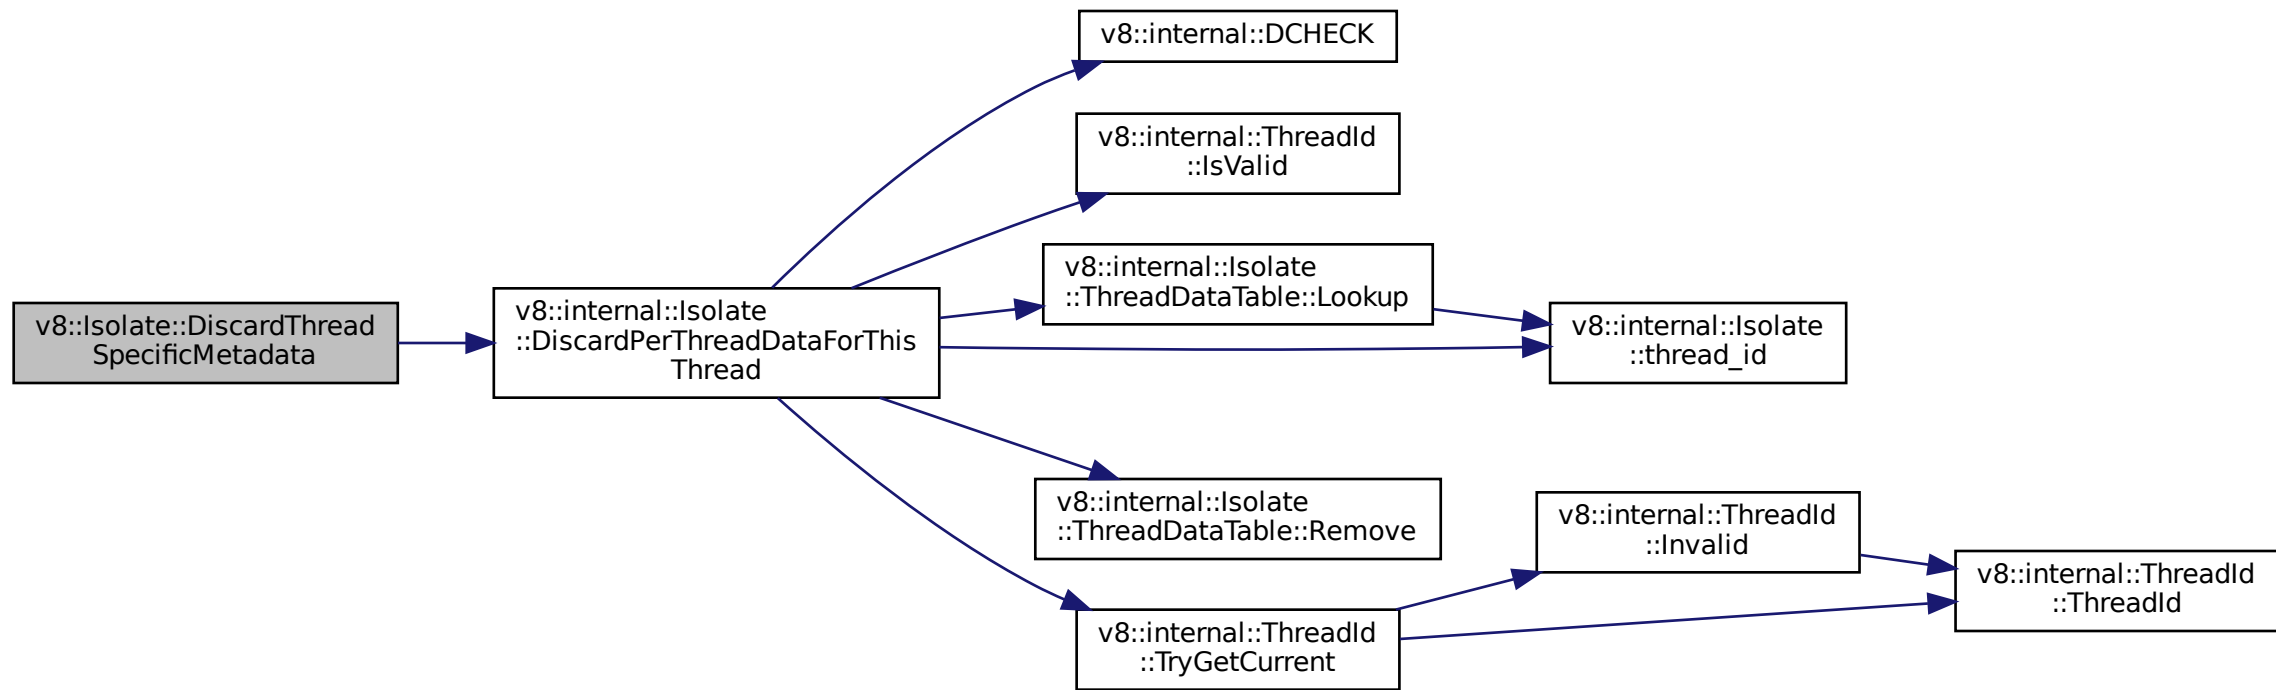 v8::Isolate::DiscardThread
SpecificMetadata
v8::internal::Isolate
::DiscardPerThreadDataForThis
Thread
v8::internal::DCHECK
v8::internal::ThreadId
::IsValid
v8::internal::Isolate
::ThreadDataTable::Lookup
v8::internal::Isolate
::thread_id
v8::internal::Isolate
::ThreadDataTable::Remove
v8::internal::ThreadId
::TryGetCurrent
v8::internal::ThreadId
::Invalid
v8::internal::ThreadId
::ThreadId